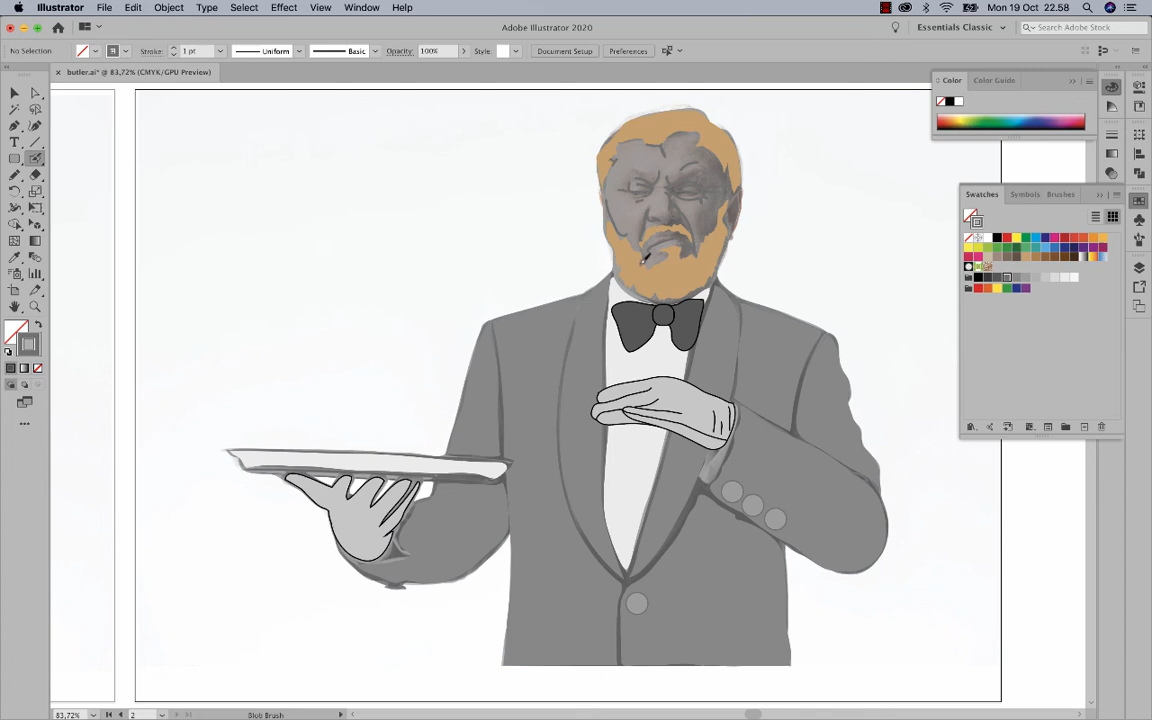 Illustrator File Edit Object Type Select Effect View Window Help Mon 19 Oct 22.58
Adobe Illustrator 2020 Essentials Classic Search Adobe Stock
No Selection Stroke: 1 pt Uniform Basic Opacity: 100% Style: Document Setup Preferences
butler.ai* @ 83,72% (CMYK/GPU Preview)
Color Color Guide
Swatches Symbols Brushes
83,72% 2 Blob Brush